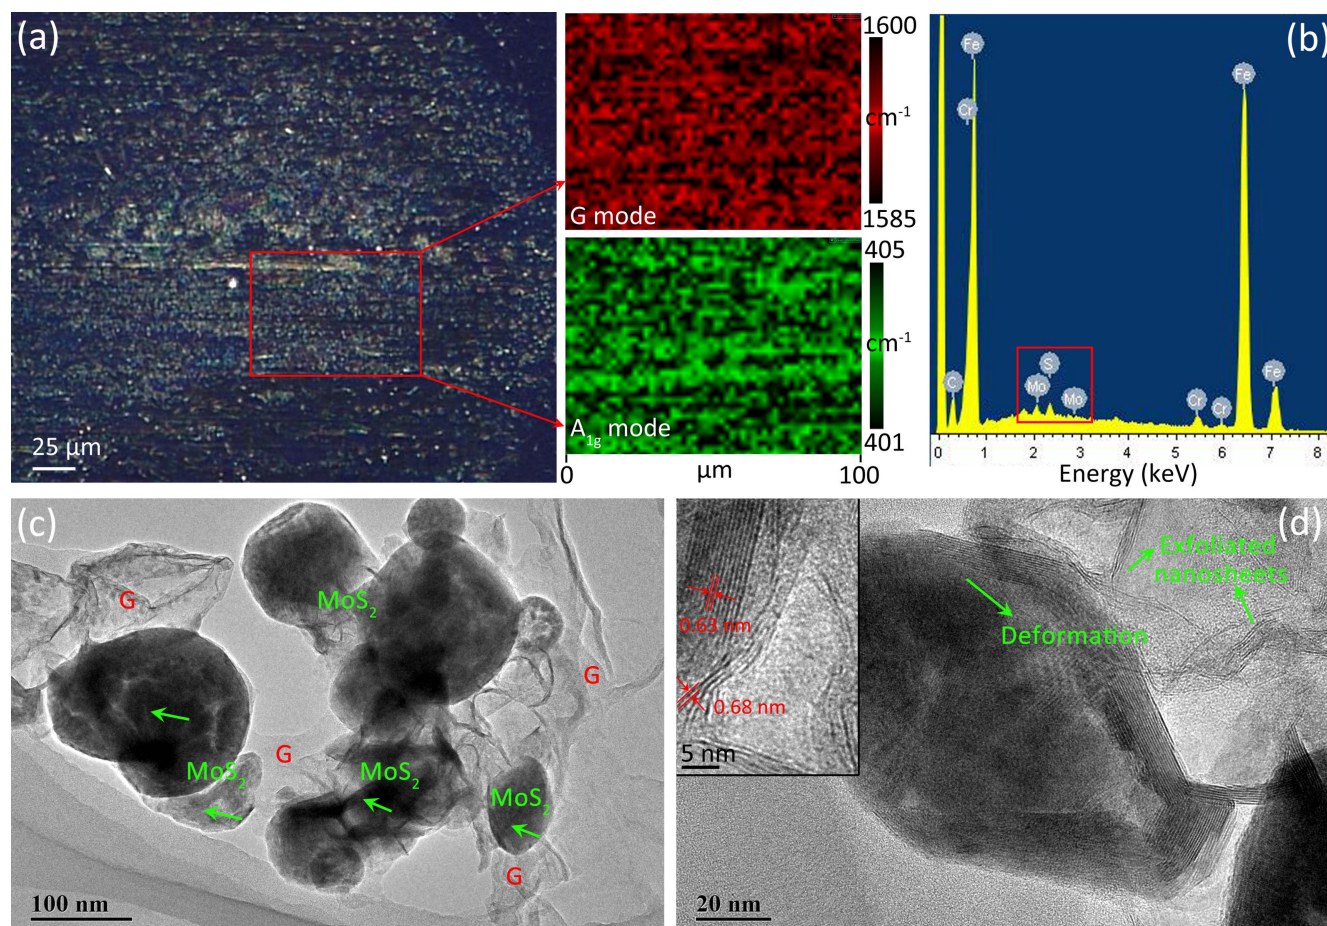 (a)
25 μm
1600
cm-1
1585
G mode
405
cm-1
401
A1g mode
0 μm 100
(b)
Fe
Cr
Fe
C
Mo
S
Mo
Cr
Cr
Fe
0 1 2 3 4 5 6 7 8
Energy (keV)
(c)
G
MoS2
G
G
MoS2
MoS2
MoS2
G
100 nm
(d)
Exfoliated
nanosheets
Deformation
0.63 nm
0.68 nm
5 nm
20 nm